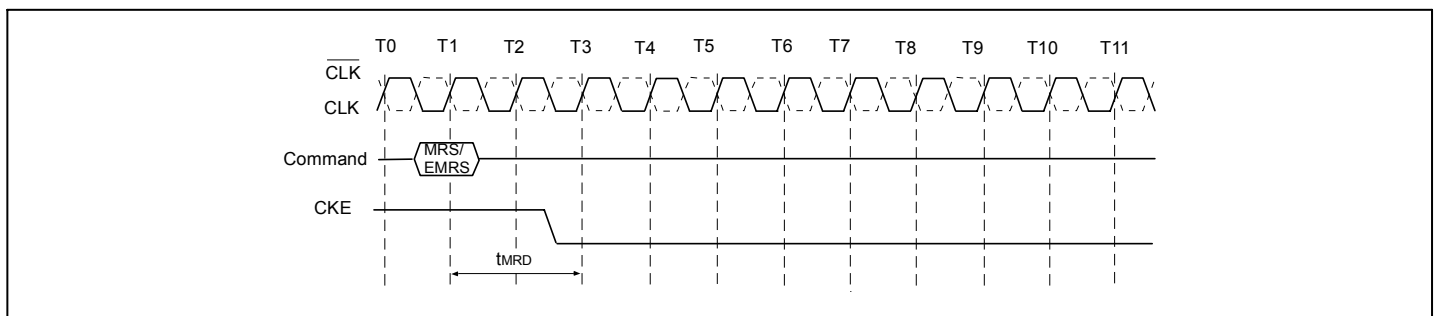 T0 T1 T2 T3 T4 T5 T6 T7 T8 T9 T10 T11
CLK
CLK
Command
MRS/
EMRS
CKE
tMRD